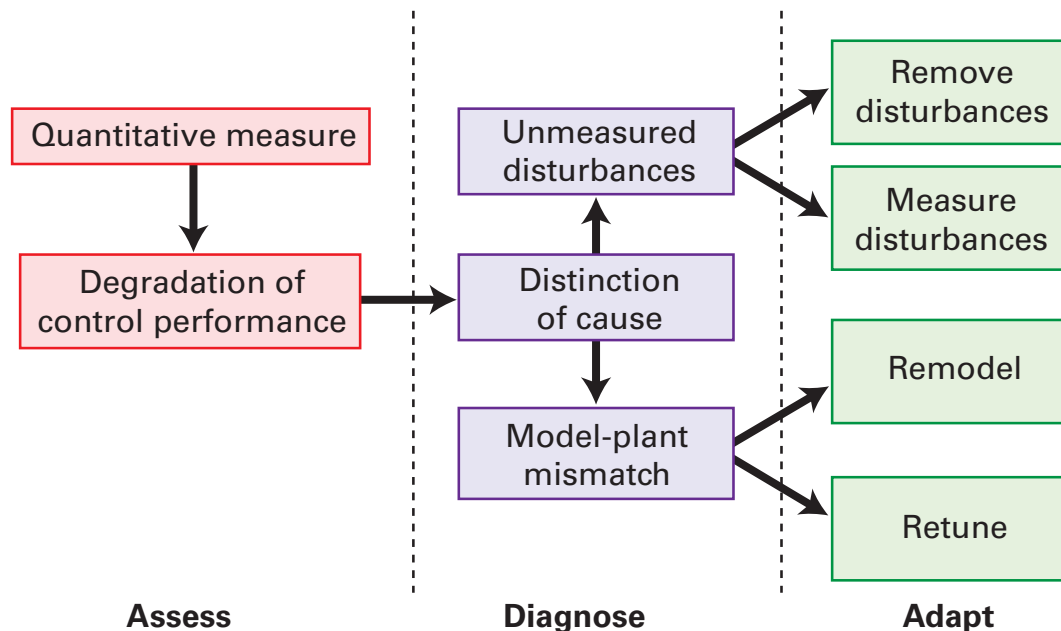 Quantitative measure
Degradation of
control performance
Unmeasured
disturbances
Distinction
of cause
Model-plant
mismatch
Remove
disturbances
Measure
disturbances
Remodel
Retune
Assess
Diagnose
Adapt